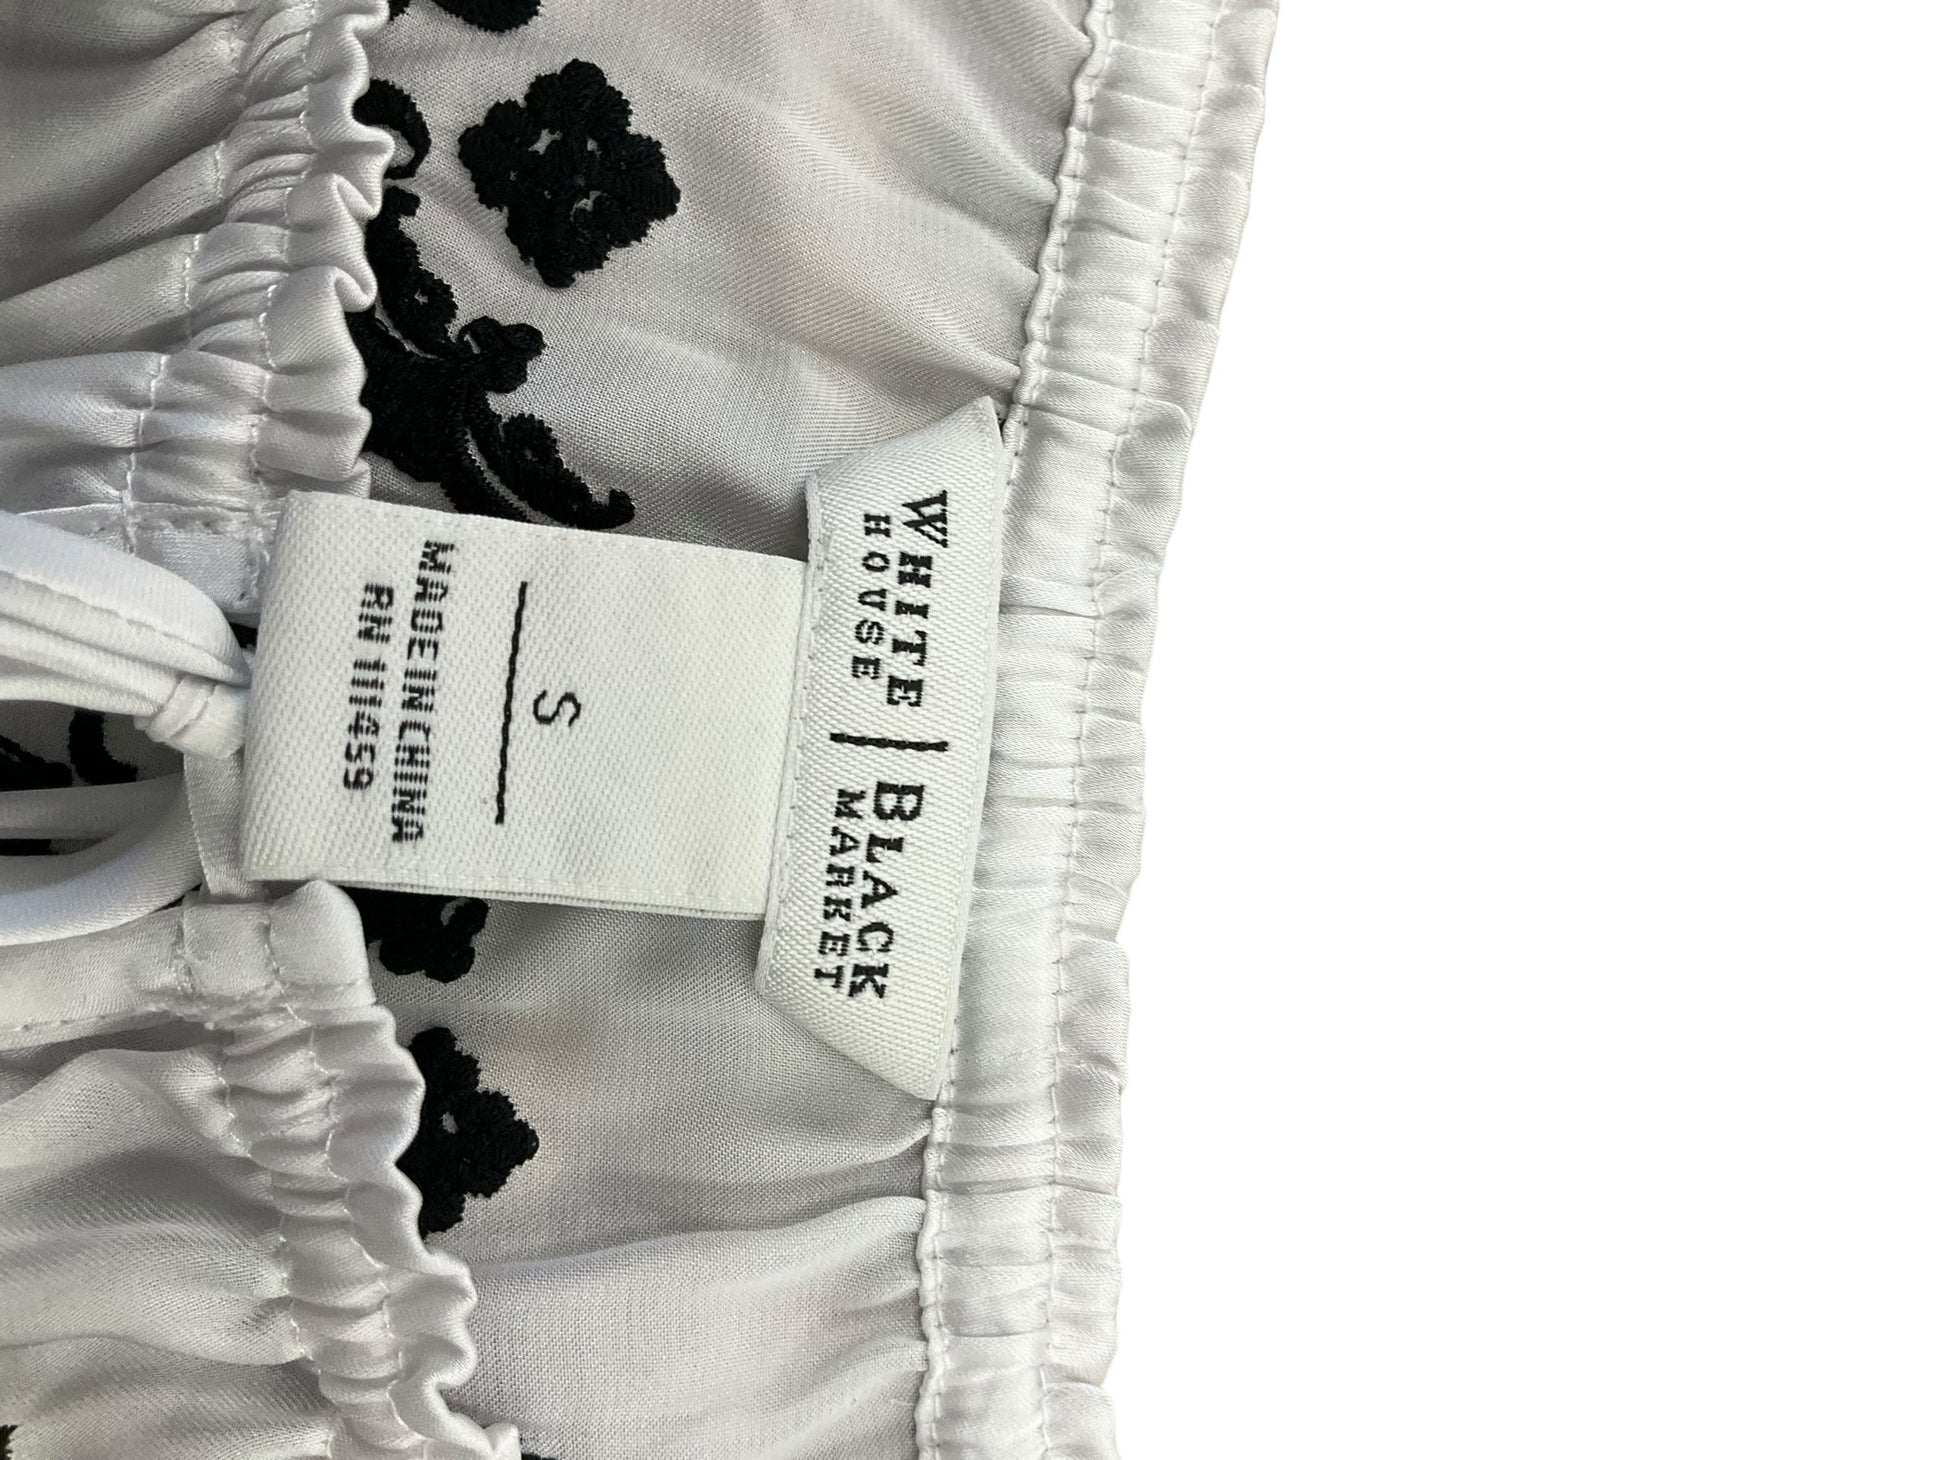 WHITE | BLACK
HOUSE | MARKET
S
MADE IN CHINA
RN 111459